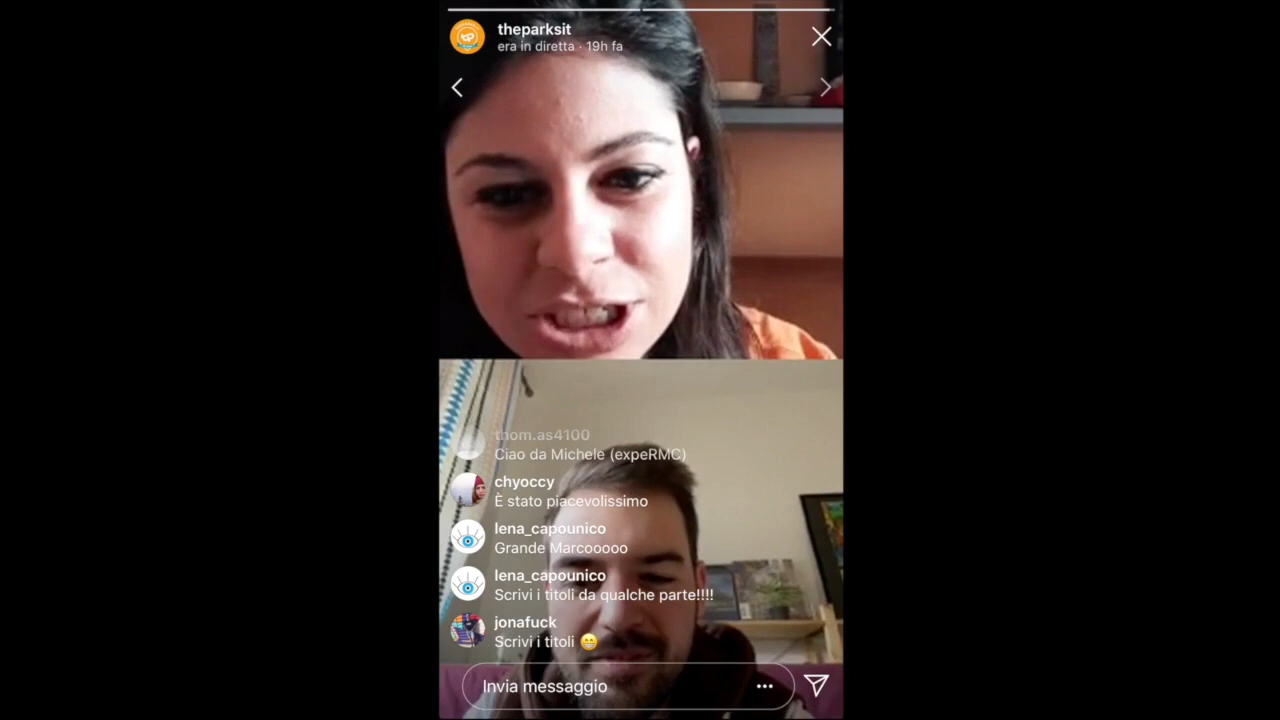 theparksit
era in diretta · 19h fa
thom.as4100
Ciao da Michele (expeRMC)
chyoccy
È stato piacevolissimo
lena_capounico
Grande Marcooooo
lena_capounico
Scrivi i titoli da qualche parte!!!!
jonafuck
Scrivi i titoli 😁
Invia messaggio